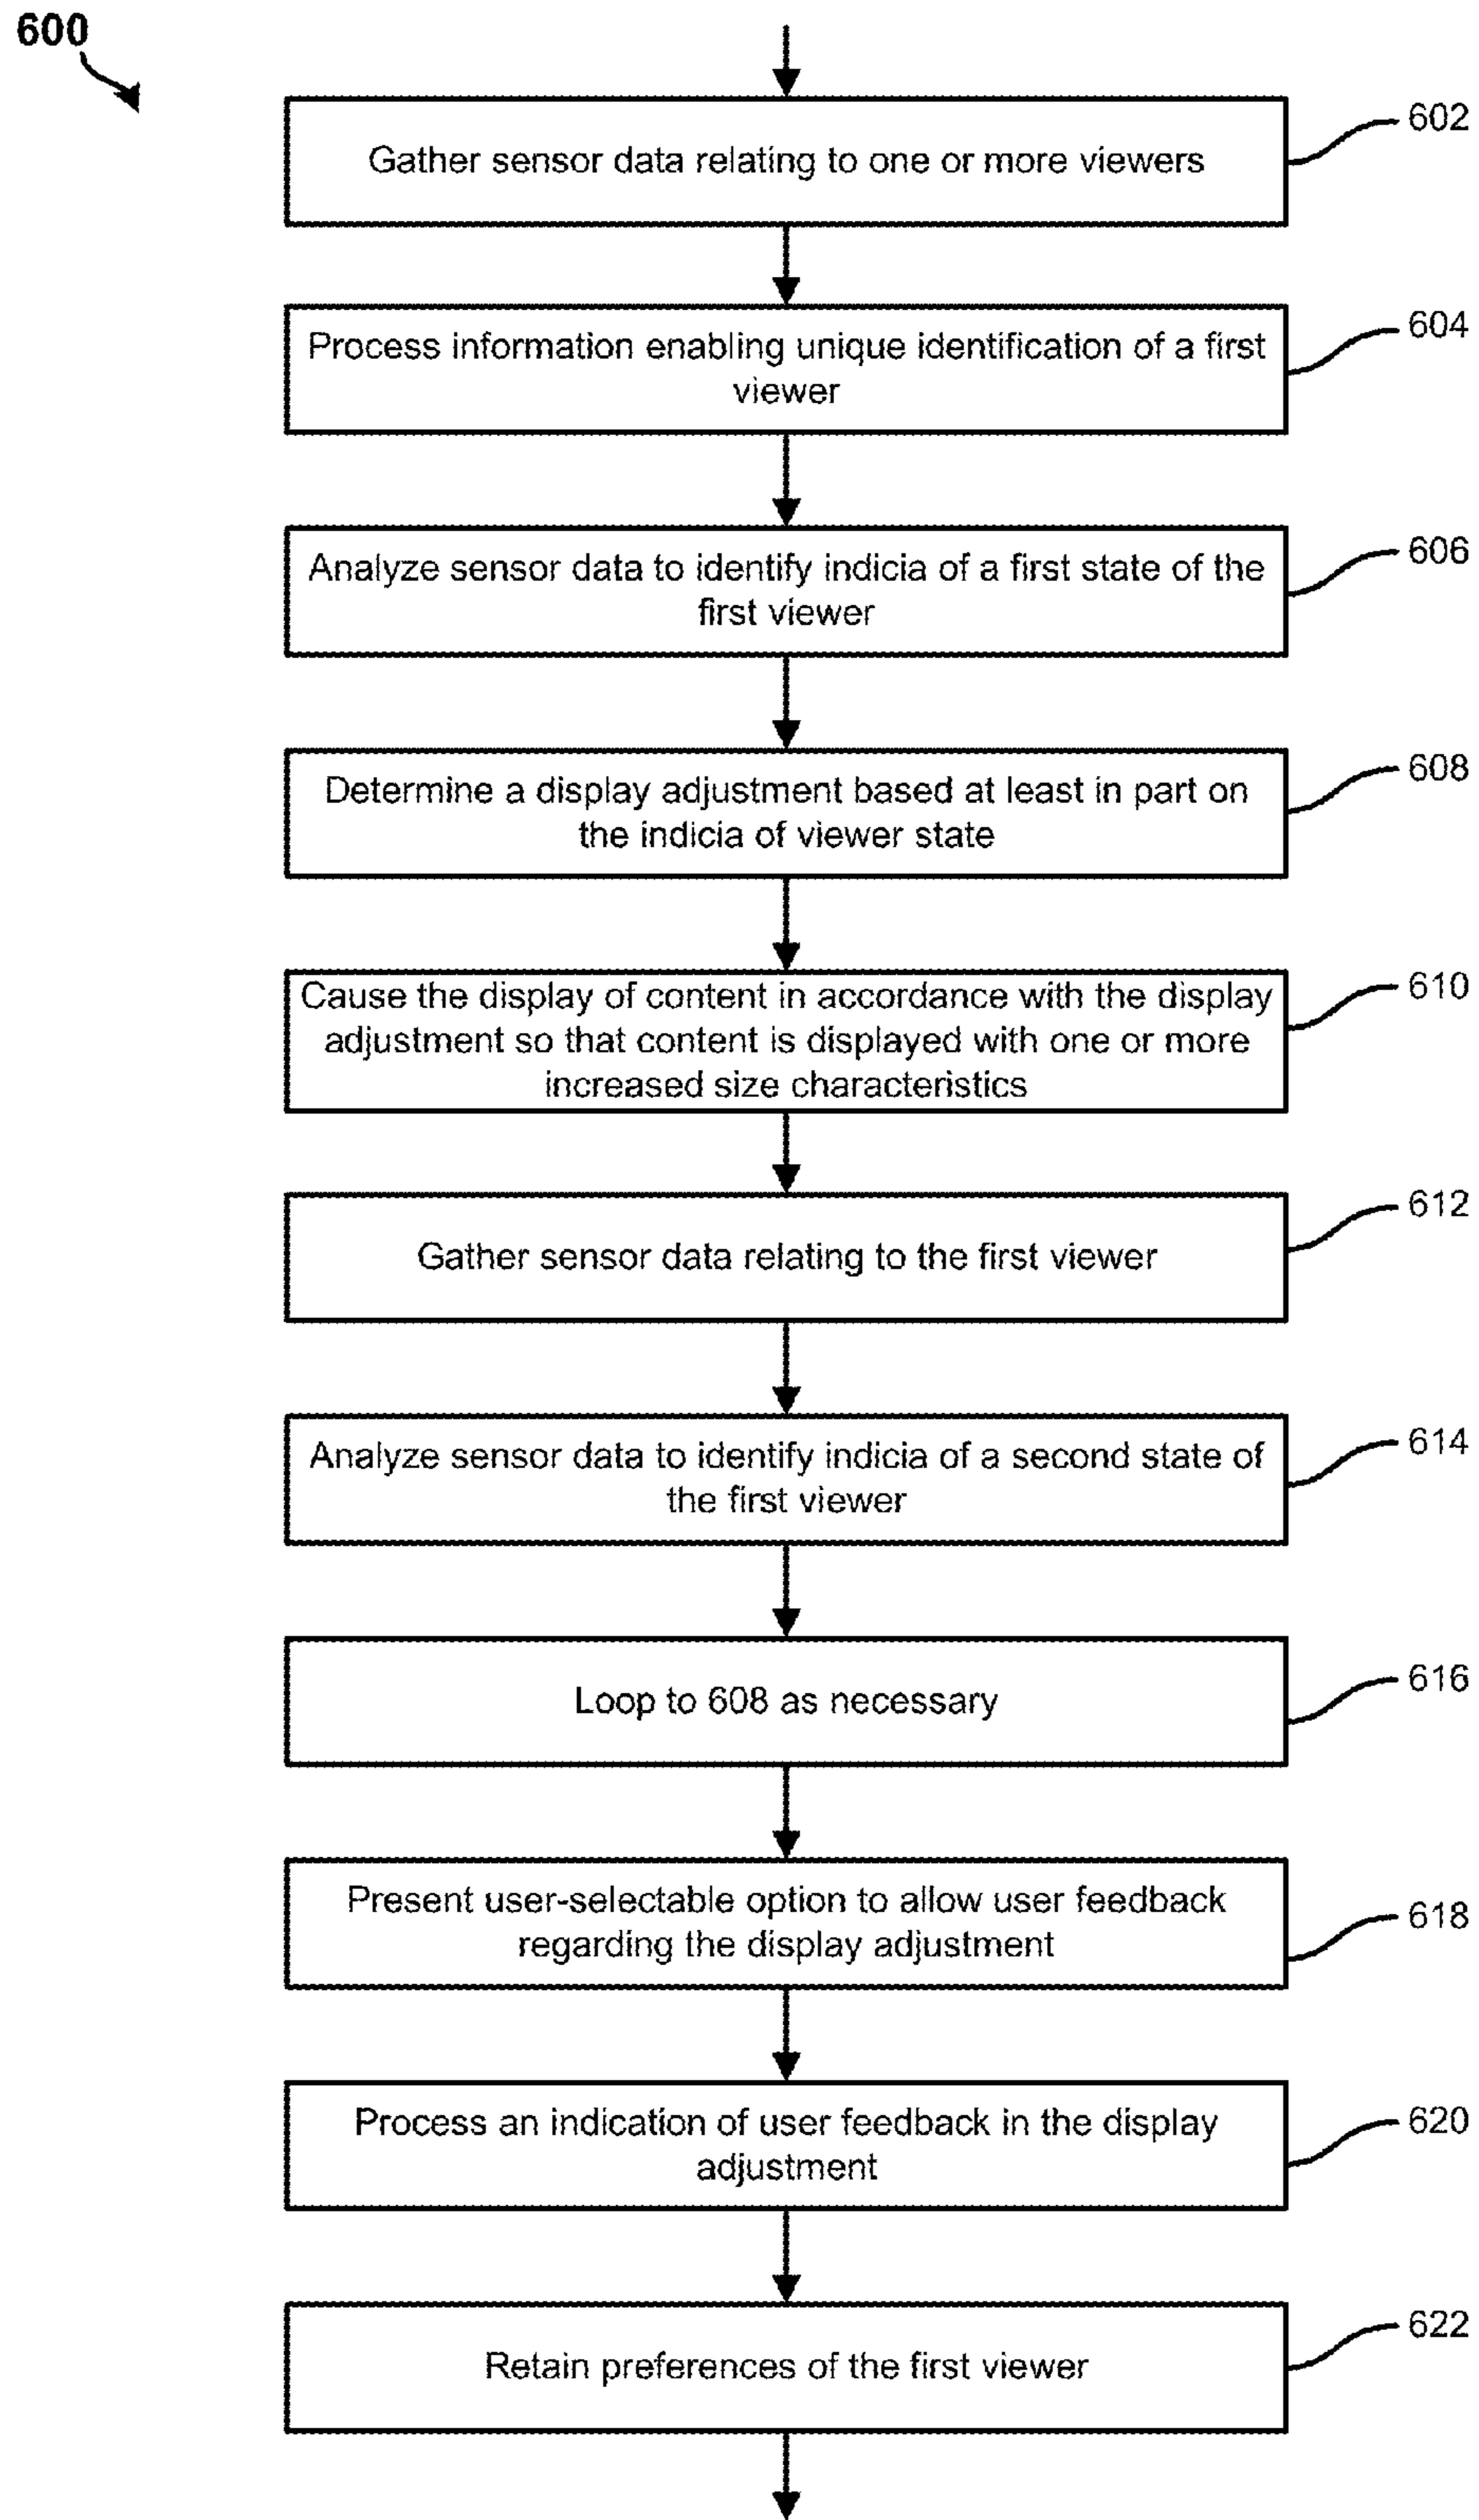 600
Gather sensor data relating to one or more viewers
602
Process information enabling unique identification of a first
viewer
604
Analyze sensor data to identify indicia of a first state of the
first viewer
606
Determine a display adjustment based at least in part on
the indicia of viewer state
608
Cause the display of content in accordance with the display
adjustment so that content is displayed with one or more
increased size characteristics
610
Gather sensor data relating to the first viewer
612
Analyze sensor data to identify indicia of a second state of
the first viewer
614
Loop to 608 as necessary
616
Present user-selectable option to allow user feedback
regarding the display adjustment
618
Process an indication of user feedback in the display
adjustment
620
Retain preferences of the first viewer
622